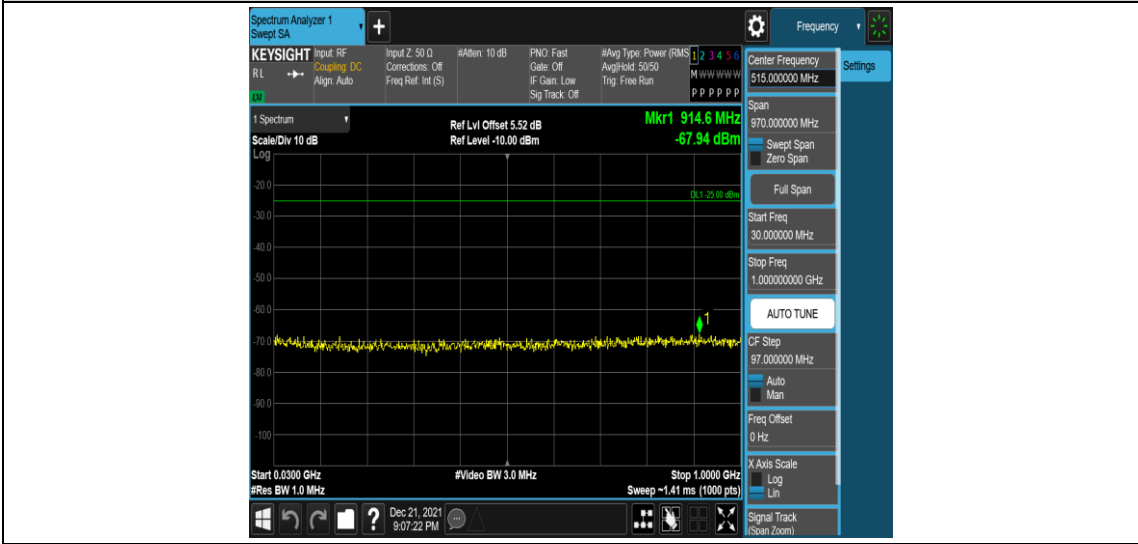 Spectrum Analyzer 1
Swept SA
+
Frequency
KEYSIGHT
RL
Input: RF
Coupling: DC
Align: Auto
Input Z: 50 Ω
Corrections: Off
Freq Ref: Int (S)
#Atten: 10 dB
PNO: Fast
Gate: Off
IF Gain: Low
Sig Track: Off
#Avg Type: Power (RMS
Avg|Hold: 50/50
Trig: Free Run
1 2 3 4 5 6
M W W W W W
P P P P P P
1 Spectrum
Scale/Div 10 dB
Log
Ref Lvl Offset 5.52 dB
Ref Level -10.00 dBm
Mkr1 914.6 MHz
-67.94 dBm
-20.0
DL1 -25.00 dBm
-30.0
-40.0
-50.0
-60.0
1
-70.0
-80.0
-90.0
-100
Start 0.0300 GHz
#Res BW 1.0 MHz
#Video BW 3.0 MHz
Stop 1.0000 GHz
Sweep ~1.41 ms (1000 pts)
?
Dec 21, 2021
9:07:22 PM
Center Frequency
515.000000 MHz
Settings
Span
970.000000 MHz
Swept Span
Zero Span
Full Span
Start Freq
30.000000 MHz
Stop Freq
1.000000000 GHz
AUTO TUNE
CF Step
97.000000 MHz
Auto
Man
Freq Offset
0 Hz
X Axis Scale
Log
Lin
Signal Track
(Span Zoom)